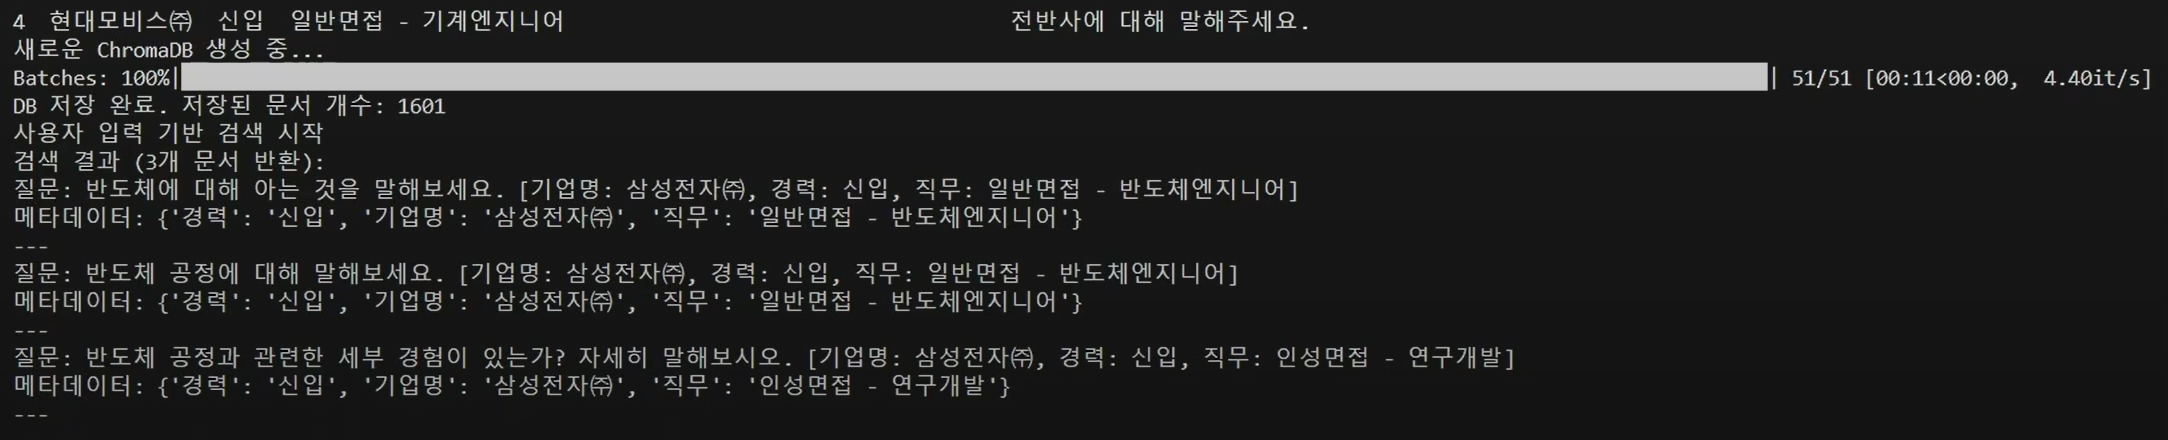 4  현대모비스㈜  신입  일반면접 - 기계엔지니어  전반사에 대해 말해주세요.
새로운 ChromaDB 생성 중...
Batches: 100%| | 51/51 [00:11<00:00,  4.40it/s]
DB 저장 완료. 저장된 문서 개수: 1601
사용자 입력 기반 검색 시작
검색 결과 (3개 문서 반환):
질문: 반도체에 대해 아는 것을 말해보세요. [기업명: 삼성전자㈜, 경력: 신입, 직무: 일반면접 - 반도체엔지니어]
메타데이터: {'경력': '신입', '기업명': '삼성전자㈜', '직무': '일반면접 - 반도체엔지니어'}
---
질문: 반도체 공정에 대해 말해보세요. [기업명: 삼성전자㈜, 경력: 신입, 직무: 일반면접 - 반도체엔지니어]
메타데이터: {'경력': '신입', '기업명': '삼성전자㈜', '직무': '일반면접 - 반도체엔지니어'}
---
질문: 반도체 공정과 관련한 세부 경험이 있는가? 자세히 말해보시오. [기업명: 삼성전자㈜, 경력: 신입, 직무: 인성면접 - 연구개발]
메타데이터: {'경력': '신입', '기업명': '삼성전자㈜', '직무': '인성면접 - 연구개발'}
---